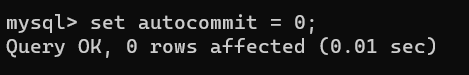 mysql> set autocommit = 0;
Query OK, 0 rows affected (0.01 sec)